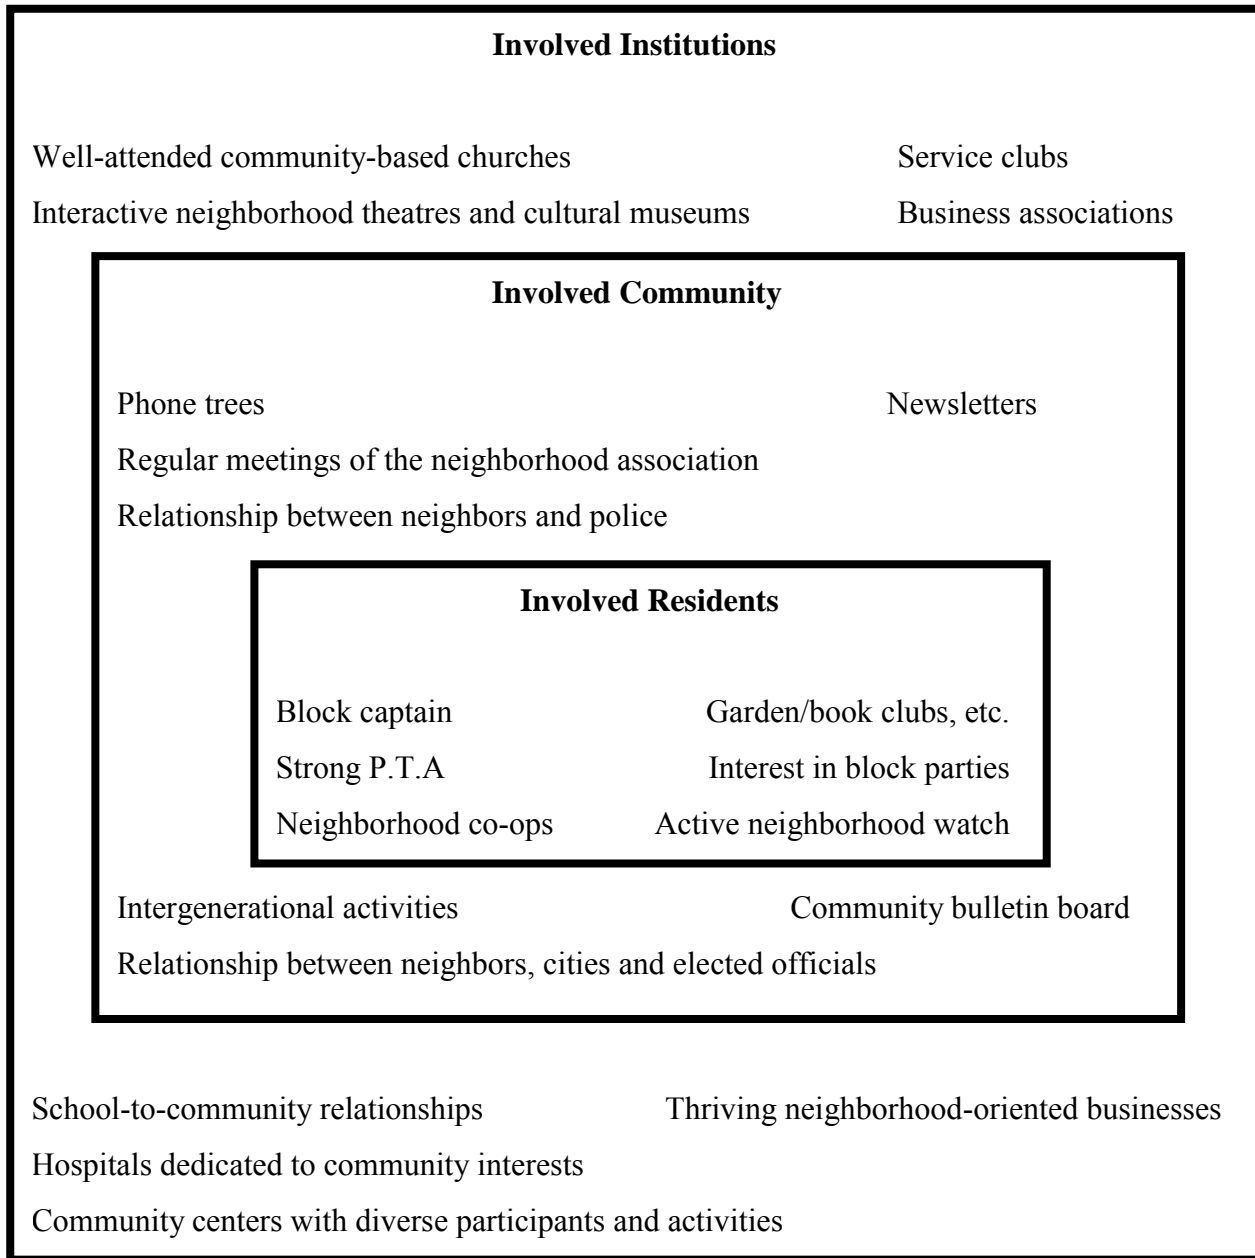 Involved Institutions
Well-attended community-based churches Service clubs
Interactive neighborhood theatres and cultural museums Business associations
Involved Community
Phone trees Newsletters
Regular meetings of the neighborhood association
Relationship between neighbors and police
Involved Residents
Block captain Garden/book clubs, etc.
Strong P.T.A Interest in block parties
Neighborhood co-ops Active neighborhood watch
Intergenerational activities Community bulletin board
Relationship between neighbors, cities and elected officials
School-to-community relationships Thriving neighborhood-oriented businesses
Hospitals dedicated to community interests
Community centers with diverse participants and activities